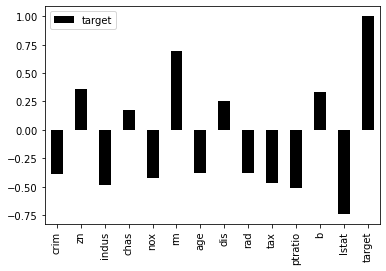 target
1.00
0.75
0.50
0.25
0.00
−0.25
−0.50
−0.75
crim
zn
indus
chas
nox
rm
age
dis
rad
tax
ptratio
b
lstat
target